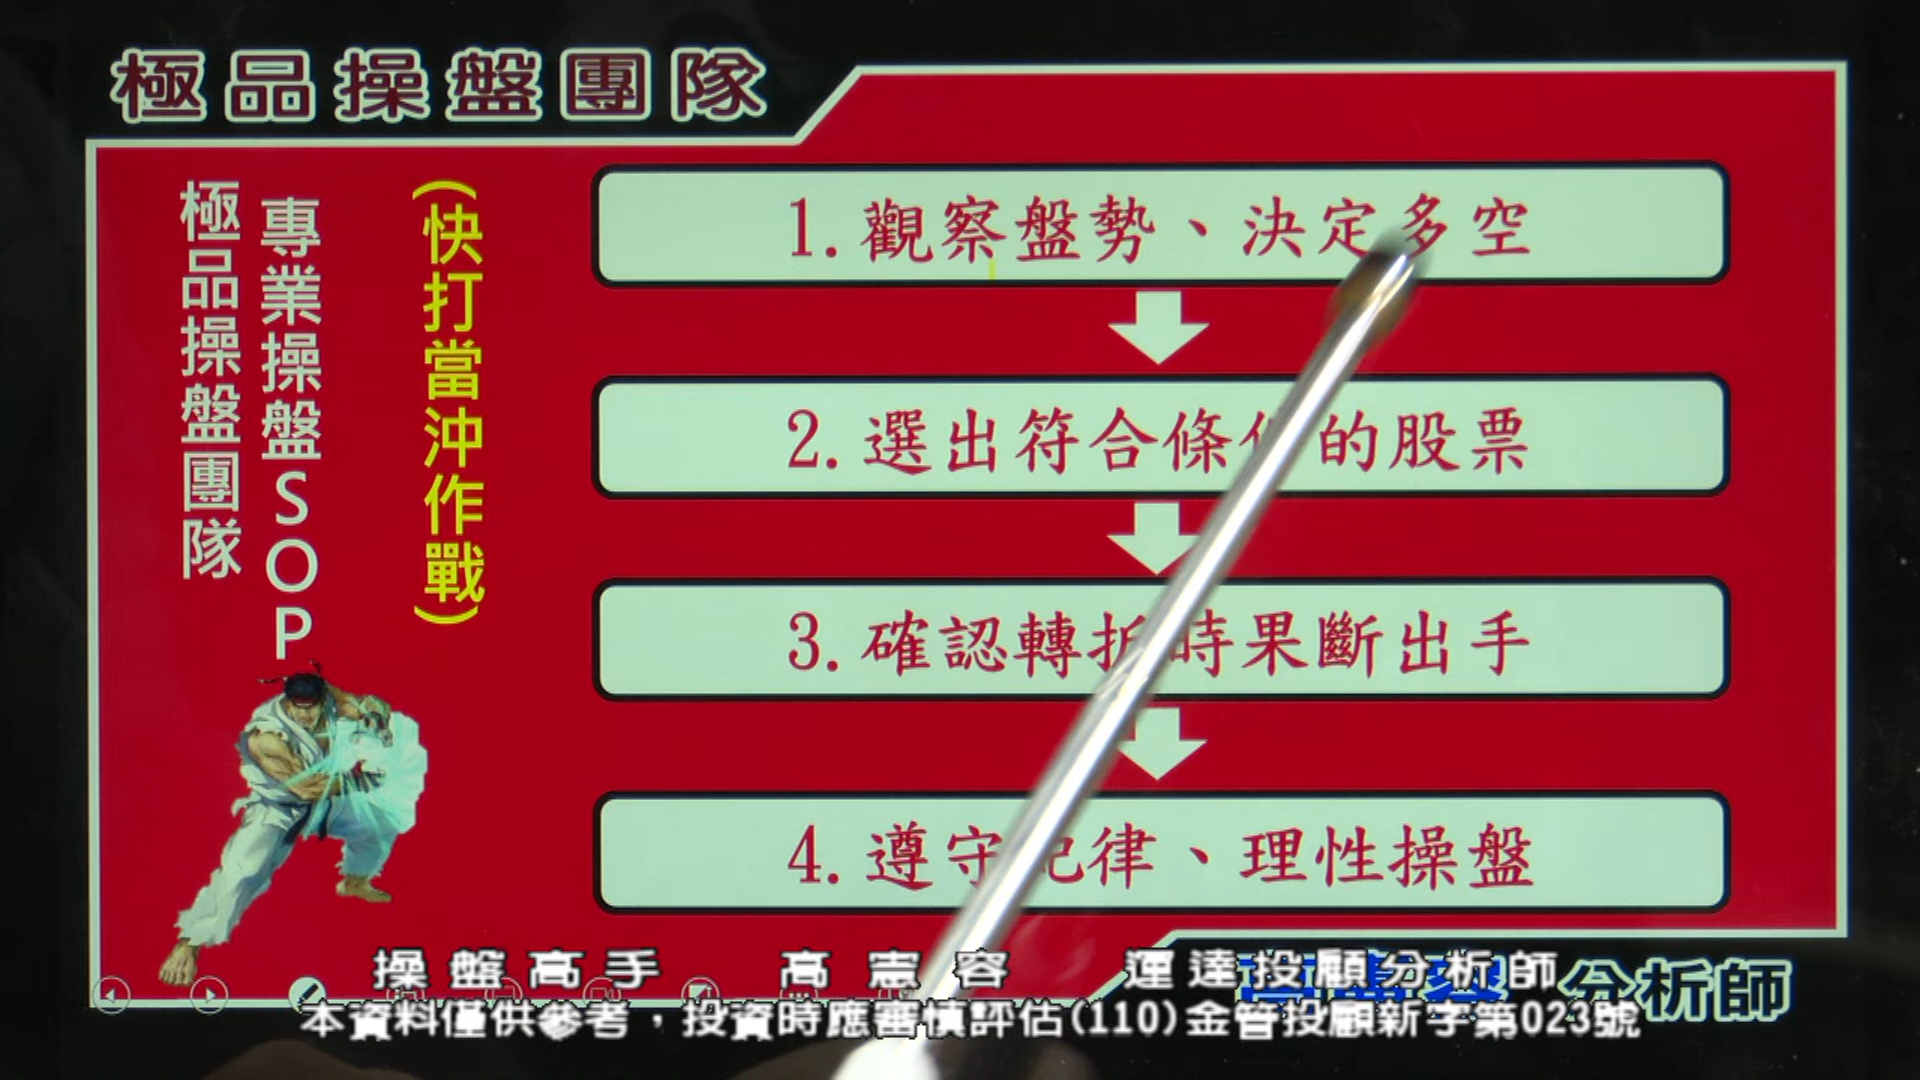 極品操盤團隊
(快打當沖作戰)
專業操盤SOP
極品操盤團隊
1.觀察盤勢、決定多空
2.選出符合條 的股票
3.確認轉折時果斷出手
4.遵守紀律、理性操盤
分析師
操盤高手 高憲容 運達投顧分析師
本資料僅供參考，投資時應審慎評估(110)金管投顧新字第023號